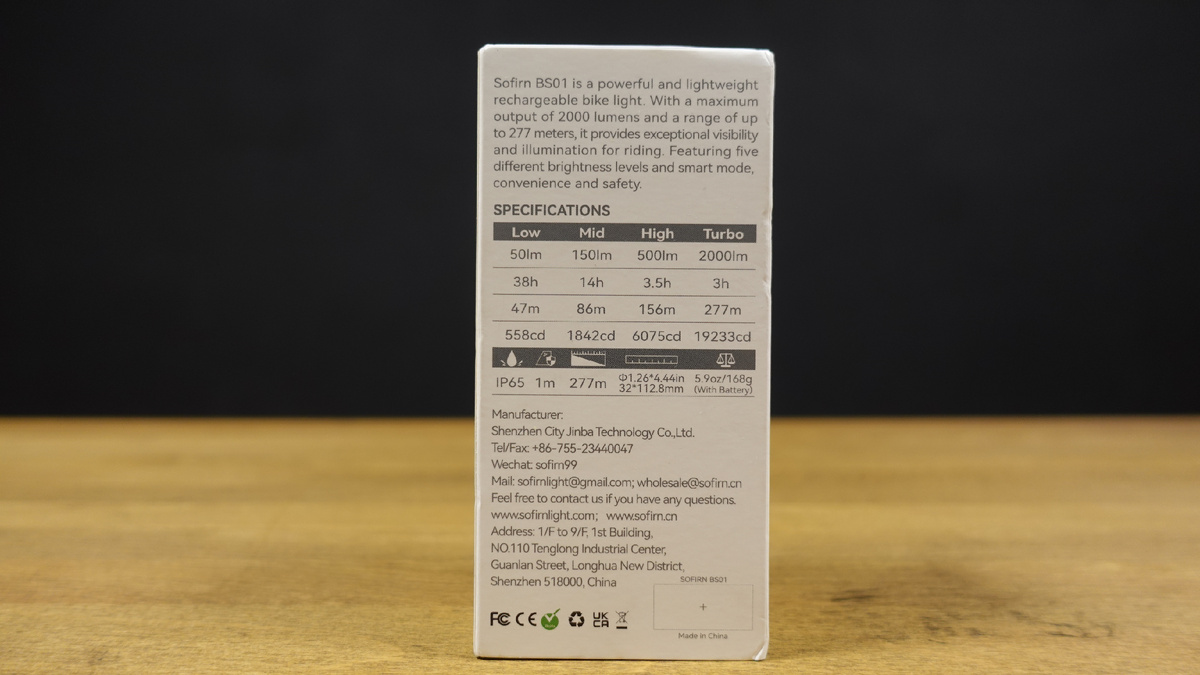 Sofirn BS01 is a powerful and lightweight
rechargeable bike light. With a maximum
output of 2000 lumens and a range of up
to 277 meters, it provides exceptional visibility
and illumination for riding. Featuring five
different brightness levels and smart mode,
convenience and safety.
SPECIFICATIONS
Low Mid High Turbo
50lm 150lm 500lm 2000lm
38h 14h 3.5h 3h
47m 86m 156m 277m
558cd 1842cd 6075cd 19233cd
IP65 1m 277m Φ1.26*4.44in 5.9oz/168g
32*112.8mm (With Battery)
Manufacturer:
Shenzhen City Jinba Technology Co.,Ltd.
Tel/Fax: +86-755-23440047
Wechat: sofirn99
Mail: sofirnlight@gmail.com; wholesale@sofirn.cn
Feel free to contact us if you have any questions.
www.sofirnlight.com; www.sofirn.cn
Address: 1/F to 9/F, 1st Building,
NO.110 Tenglong Industrial Center,
Guanlan Street, Longhua New District,
Shenzhen 518000, China
SOFIRN BS01
FC CE UK CA
Made in China